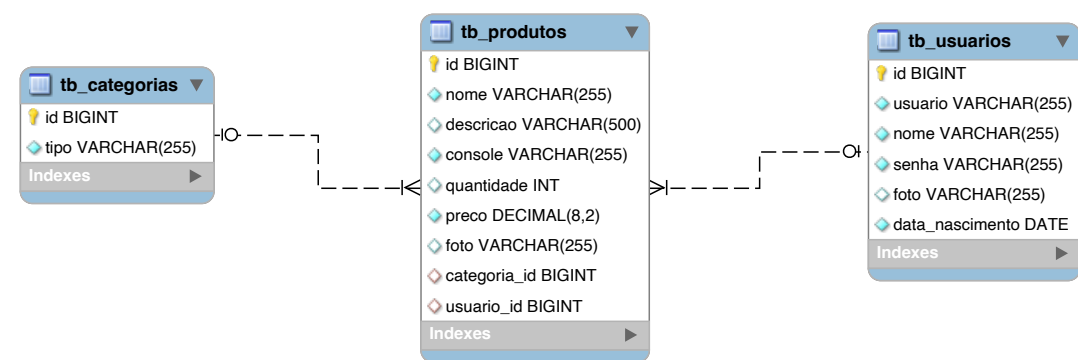 tb_categorias
id BIGINT
tipo VARCHAR(255)
Indexes
tb_produtos
id BIGINT
nome VARCHAR(255)
descricao VARCHAR(500)
console VARCHAR(255)
quantidade INT
preco DECIMAL(8,2)
foto VARCHAR(255)
categoria_id BIGINT
usuario_id BIGINT
Indexes
tb_usuarios
id BIGINT
usuario VARCHAR(255)
nome VARCHAR(255)
senha VARCHAR(255)
foto VARCHAR(255)
data_nascimento DATE
Indexes